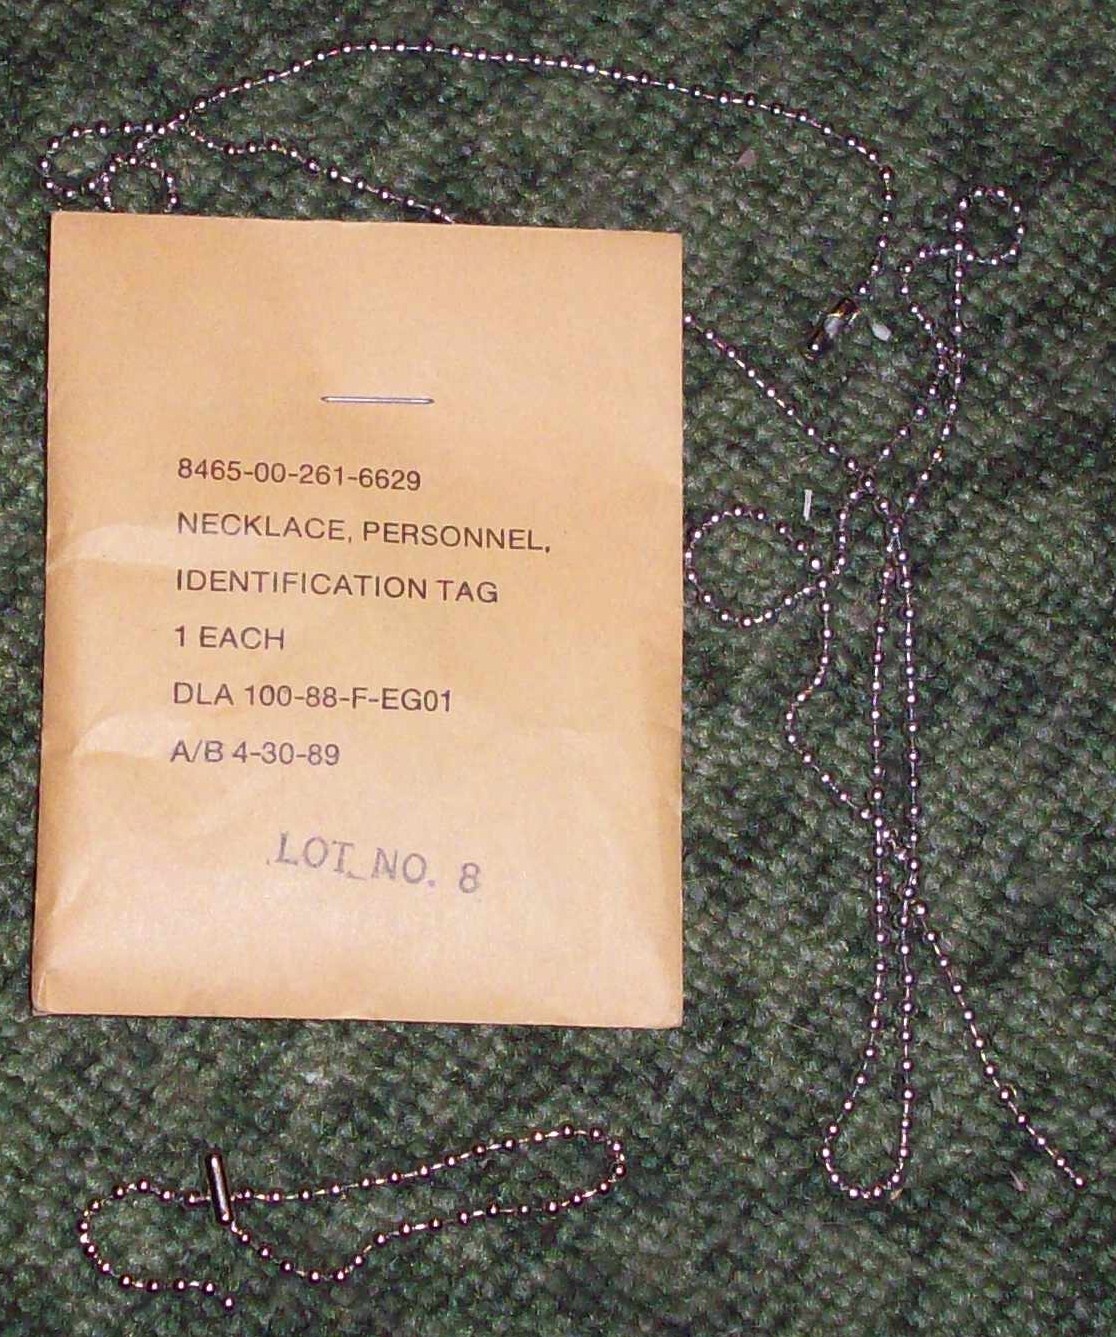 8465-00-261-6629
NECKLACE, PERSONNEL,
IDENTIFICATION TAG
1 EACH
DLA 100-88-F-EG01
A/B 4-30-89
LOT NO. 8